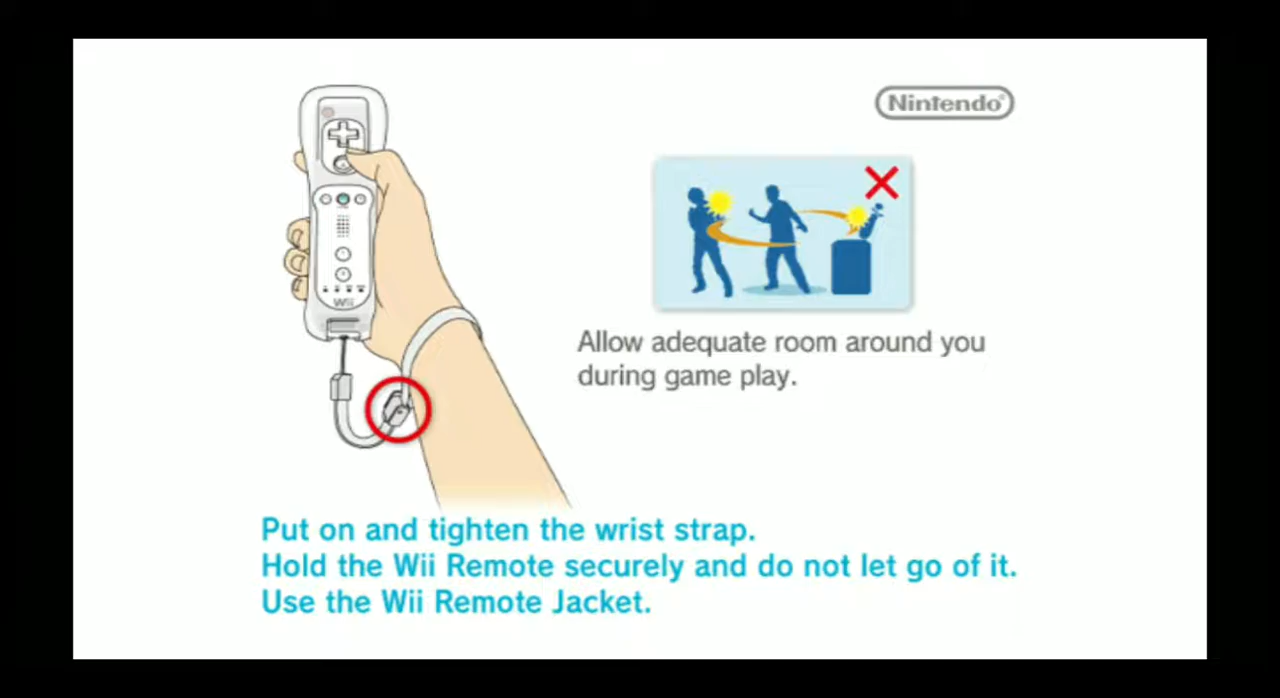 Nintendo®
Wii
Allow adequate room around you
during game play.
Put on and tighten the wrist strap.
Hold the Wii Remote securely and do not let go of it.
Use the Wii Remote Jacket.